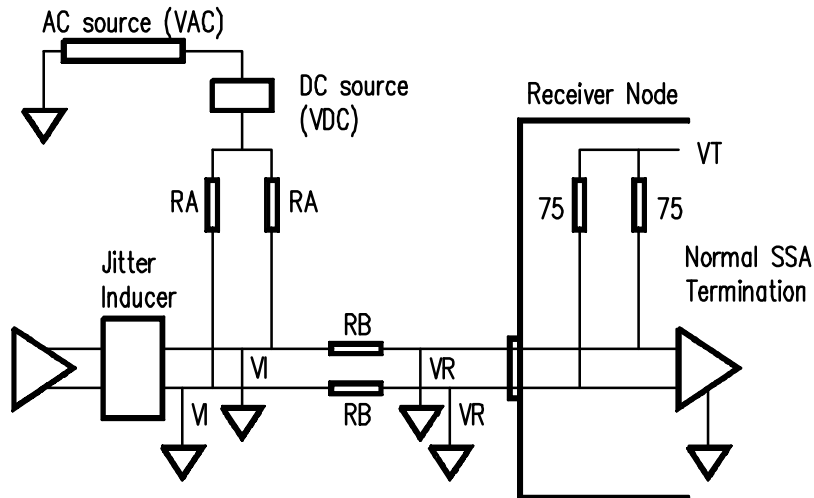 AC source (VAC)
DC source
(VDC)
Receiver Node
VT
RA
RA
75
75
Jitter
Inducer
Normal SSA
Termination
RB
VI
VR
VI
RB
VR